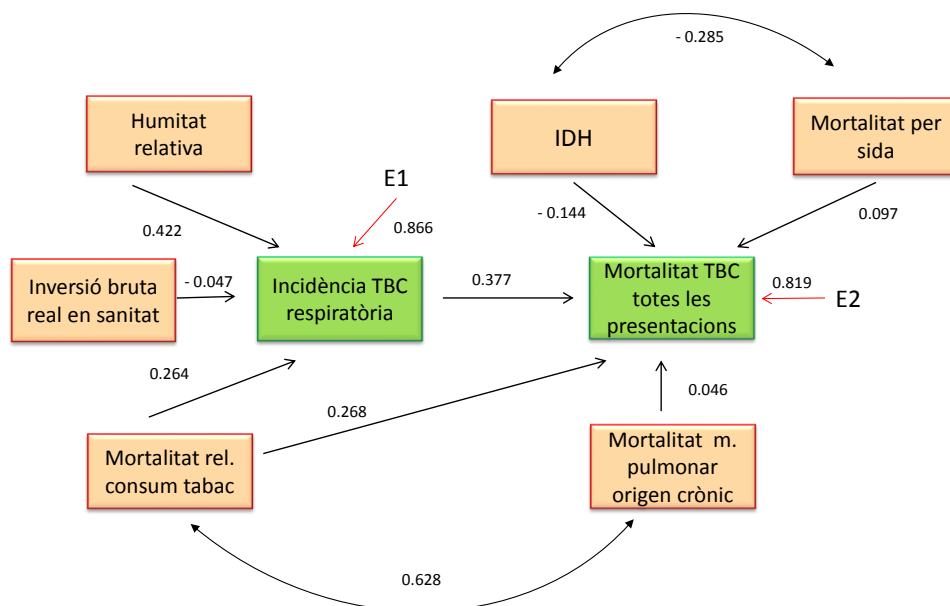 - 0.285
Humitat
relativa
IDH
Mortalitat per
sida
E1
0.422
0.866
- 0.144
0.097
Inversió bruta
real en sanitat
- 0.047
Incidència TBC
respiratòria
0.377
Mortalitat TBC
totes les
presentacions
0.819
E2
0.264
0.268
0.046
Mortalitat rel.
consum tabac
Mortalitat m.
pulmonar
origen crònic
0.628